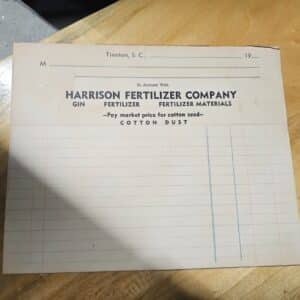 Trenton, S. C. 19
M
In Account With
HARRISON FERTILIZER COMPANY
GIN FERTILIZER FERTILIZER MATERIALS
—Pay market price for cotton seed—
COTTON DUST